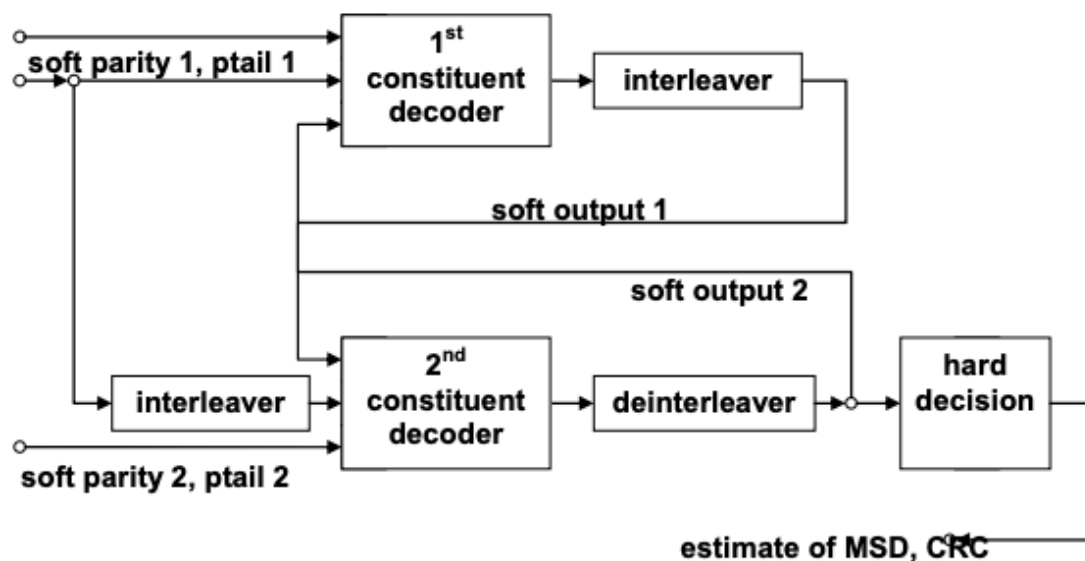 1st
constituent
decoder
interleaver
soft parity 1, ptail 1
soft output 1
soft output 2
2nd
constituent
decoder
interleaver
deinterleaver
hard
decision
soft parity 2, ptail 2
estimate of MSD, CRC